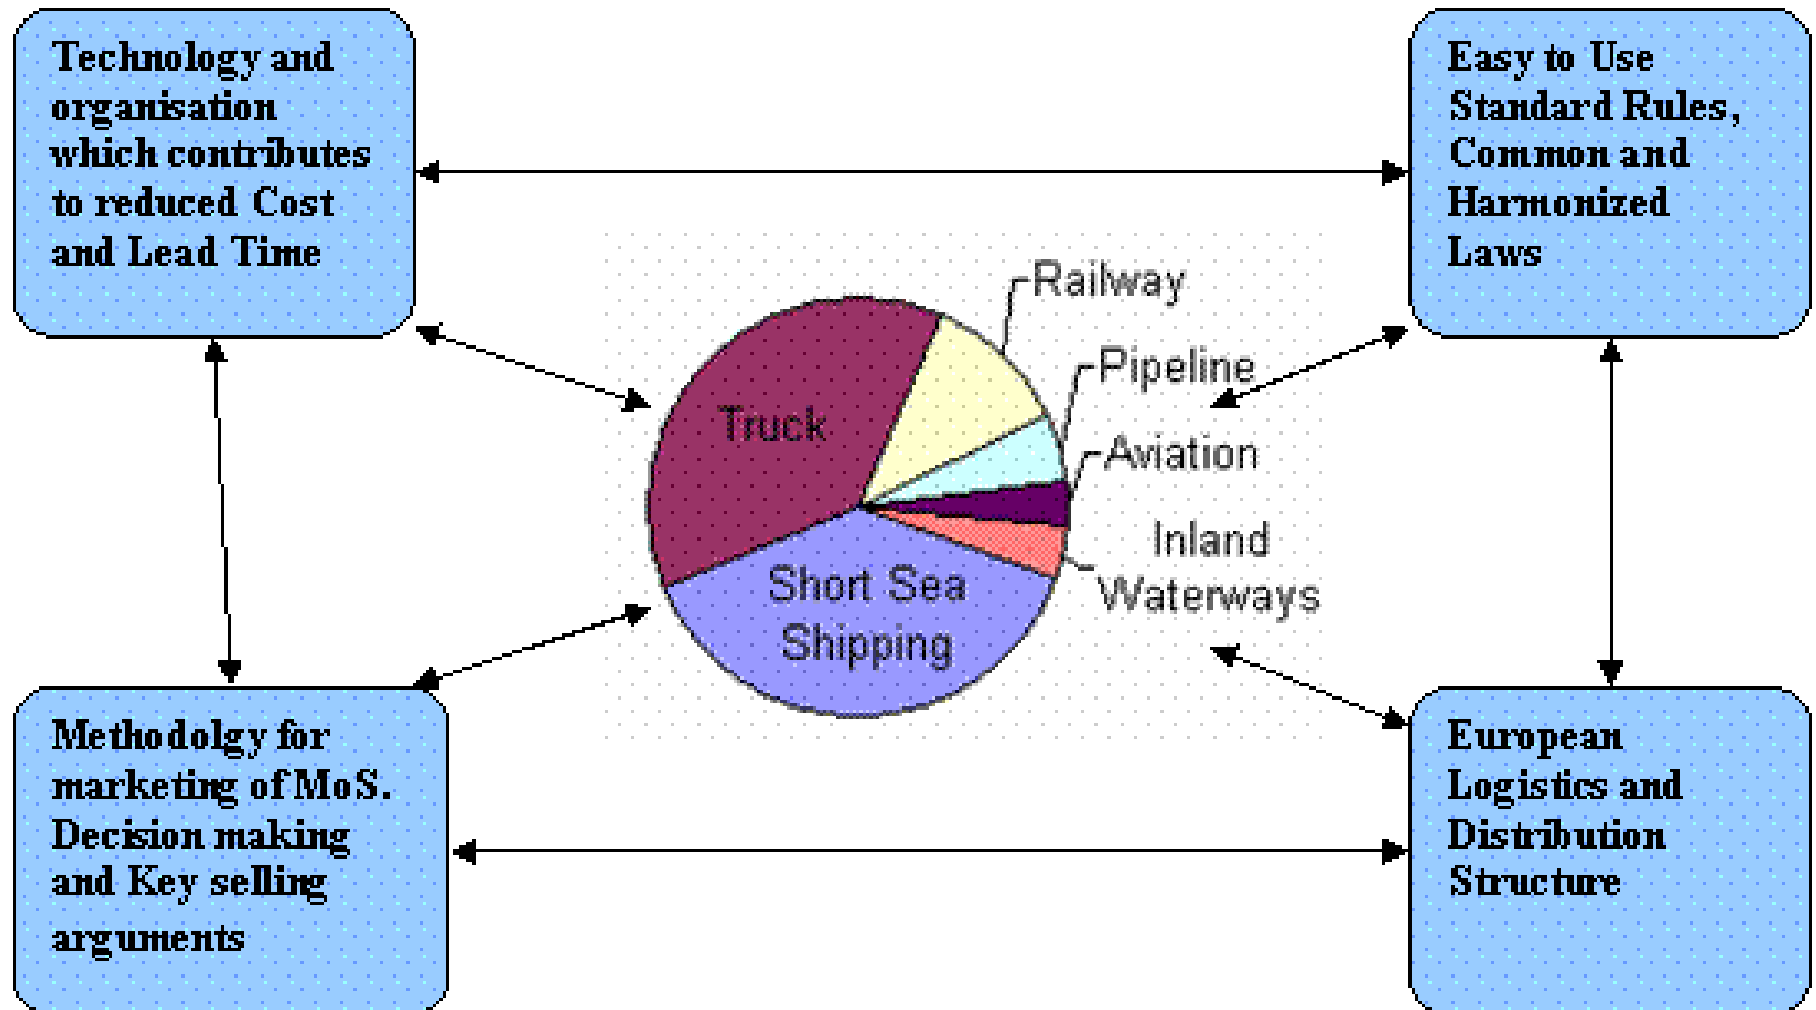 Technology and
organisation
which contributes
to reduced Cost
and Lead Time
Easy to Use
Standard Rules,
Common and
Harmonized
Laws
Railway
Pipeline
Truck
Aviation
Inland
Waterways
Short Sea
Shipping
Methodolgy for
marketing of MoS.
Decision making
and Key selling
arguments
European
Logistics and
Distribution
Structure